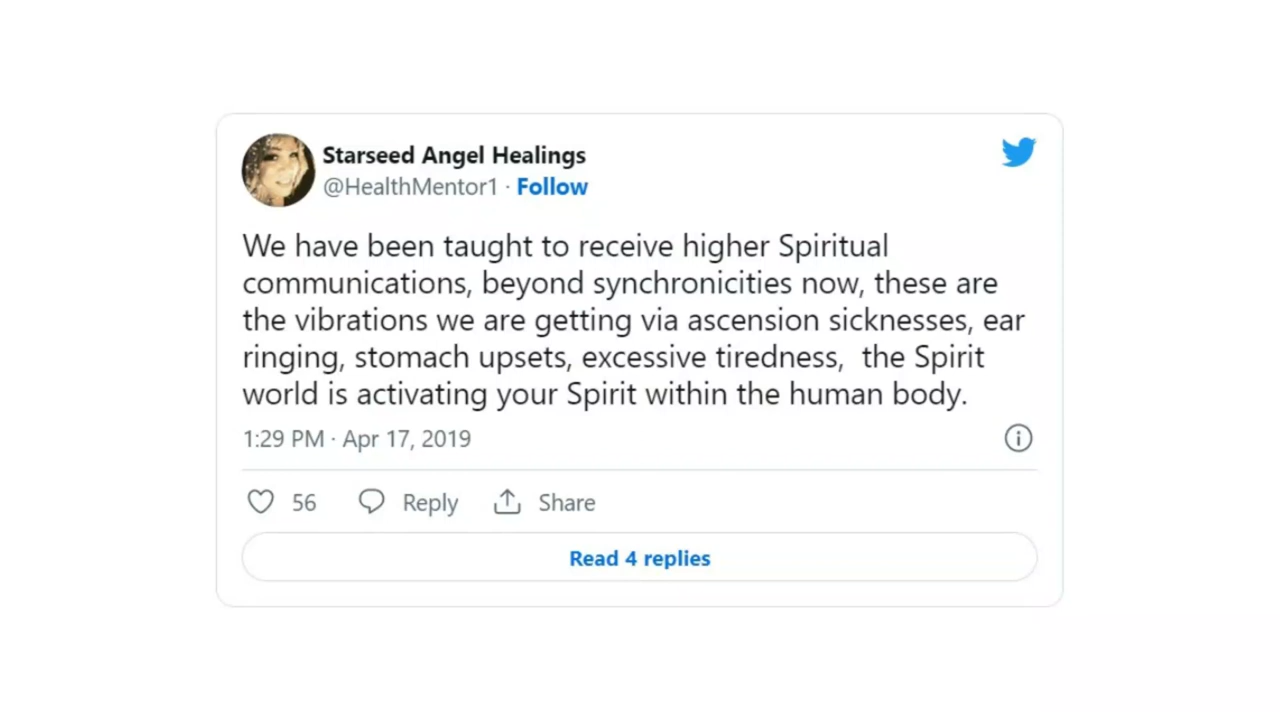 Starseed Angel Healings
@HealthMentor1 · Follow
We have been taught to receive higher Spiritual
communications, beyond synchronicities now, these are
the vibrations we are getting via ascension sicknesses, ear
ringing, stomach upsets, excessive tiredness,  the Spirit
world is activating your Spirit within the human body.
1:29 PM · Apr 17, 2019
56 Reply Share
Read 4 replies